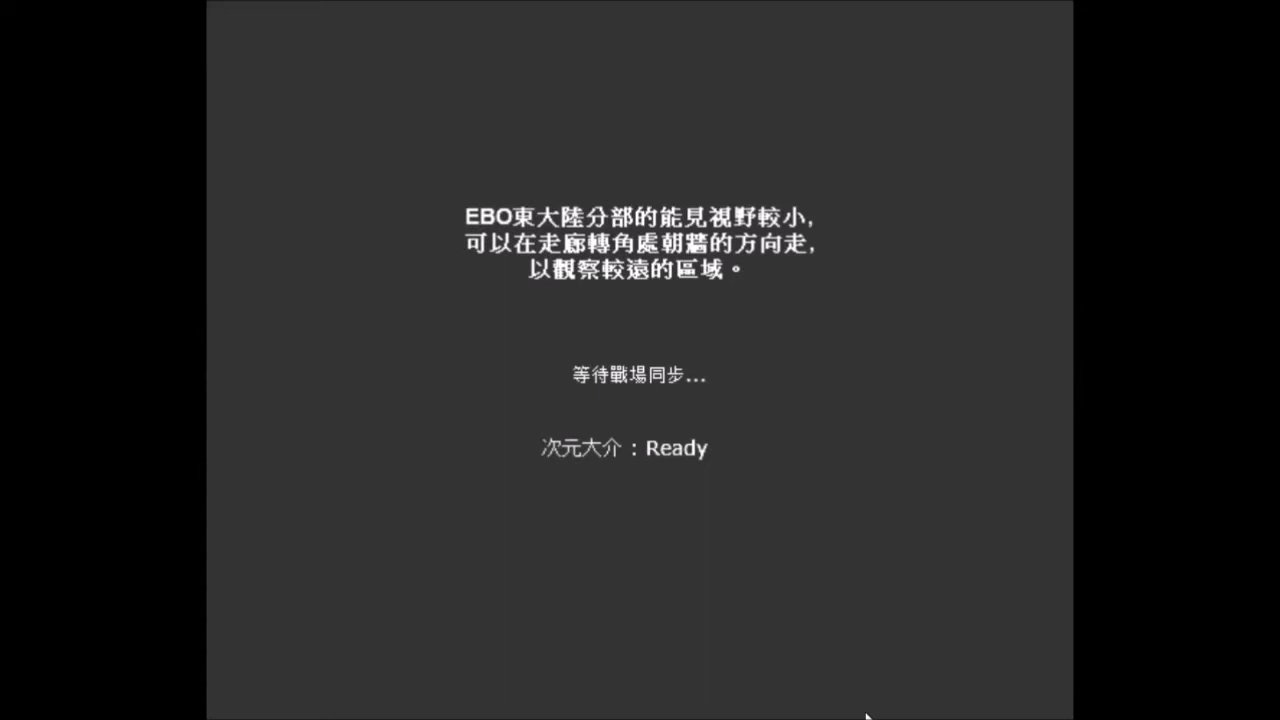 EBO東大陸分部的能見視野較小,
可以在走廊轉角處朝牆的方向走,
以觀察較遠的區域。
等待戰場同步...
次元大介：Ready